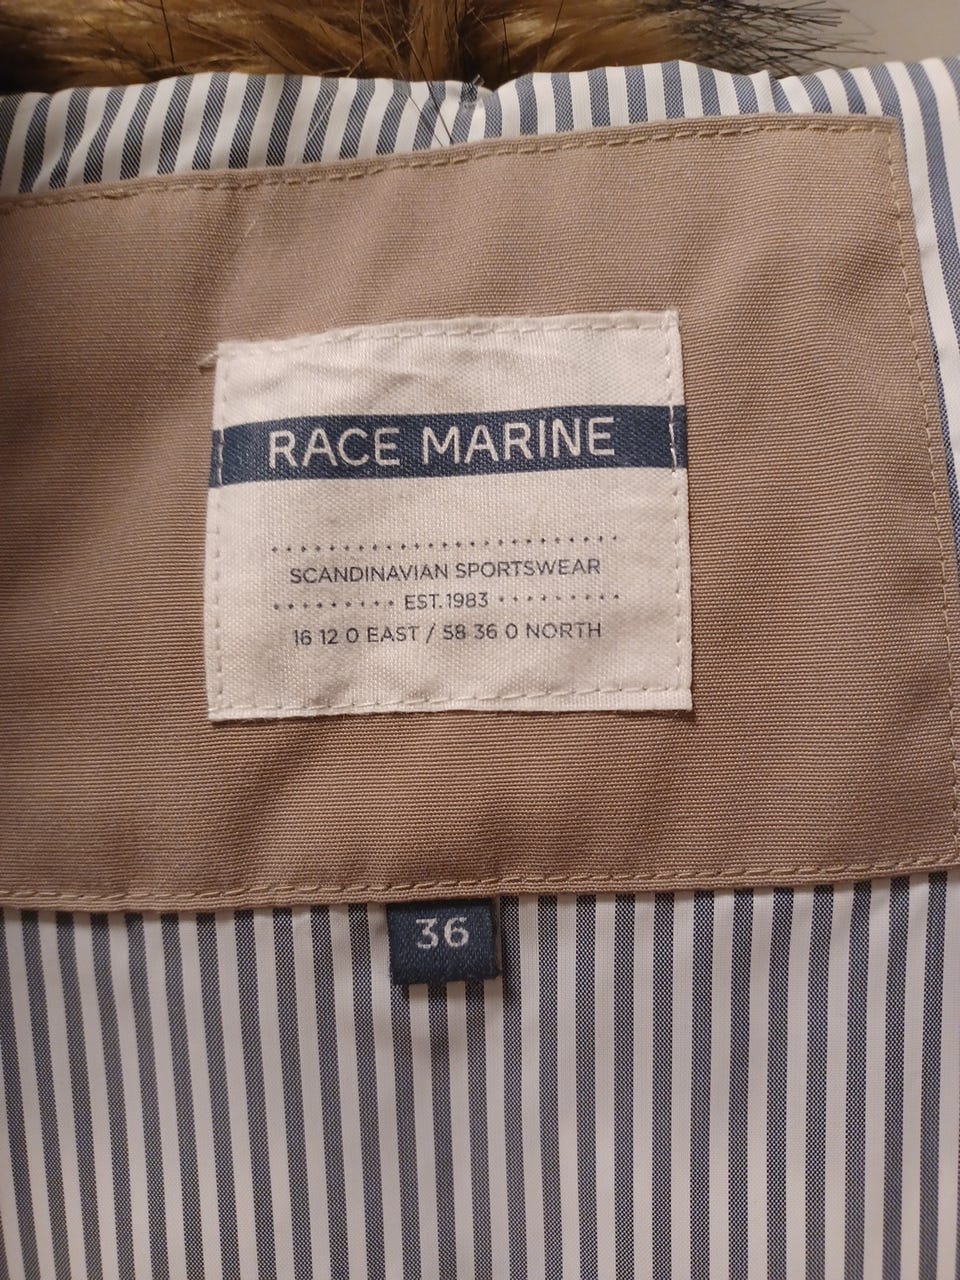 RACE MARINE
SCANDINAVIAN SPORTSWEAR
EST. 1983
16 12 0 EAST / 58 36 0 NORTH
36